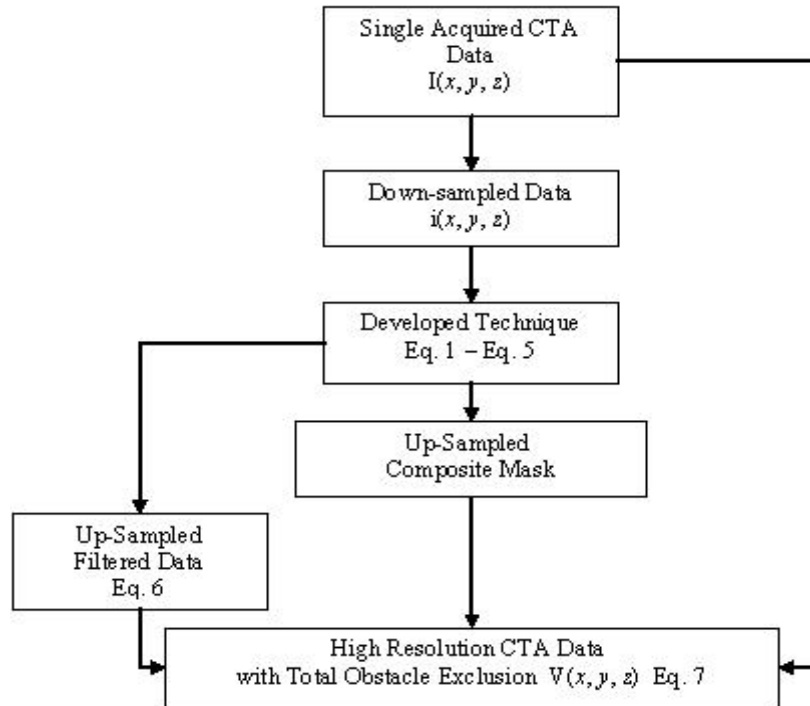 Single Acquired CTA
Data
I(x, y, z)
Down-sampled Data
i(x, y, z)
Developed Technique
Eq. 1 – Eq. 5
Up-Sampled
Composite Mask
Up-Sampled
Filtered Data
Eq. 6
High Resolution CTA Data
with Total Obstacle Exclusion V(x, y, z) Eq. 7